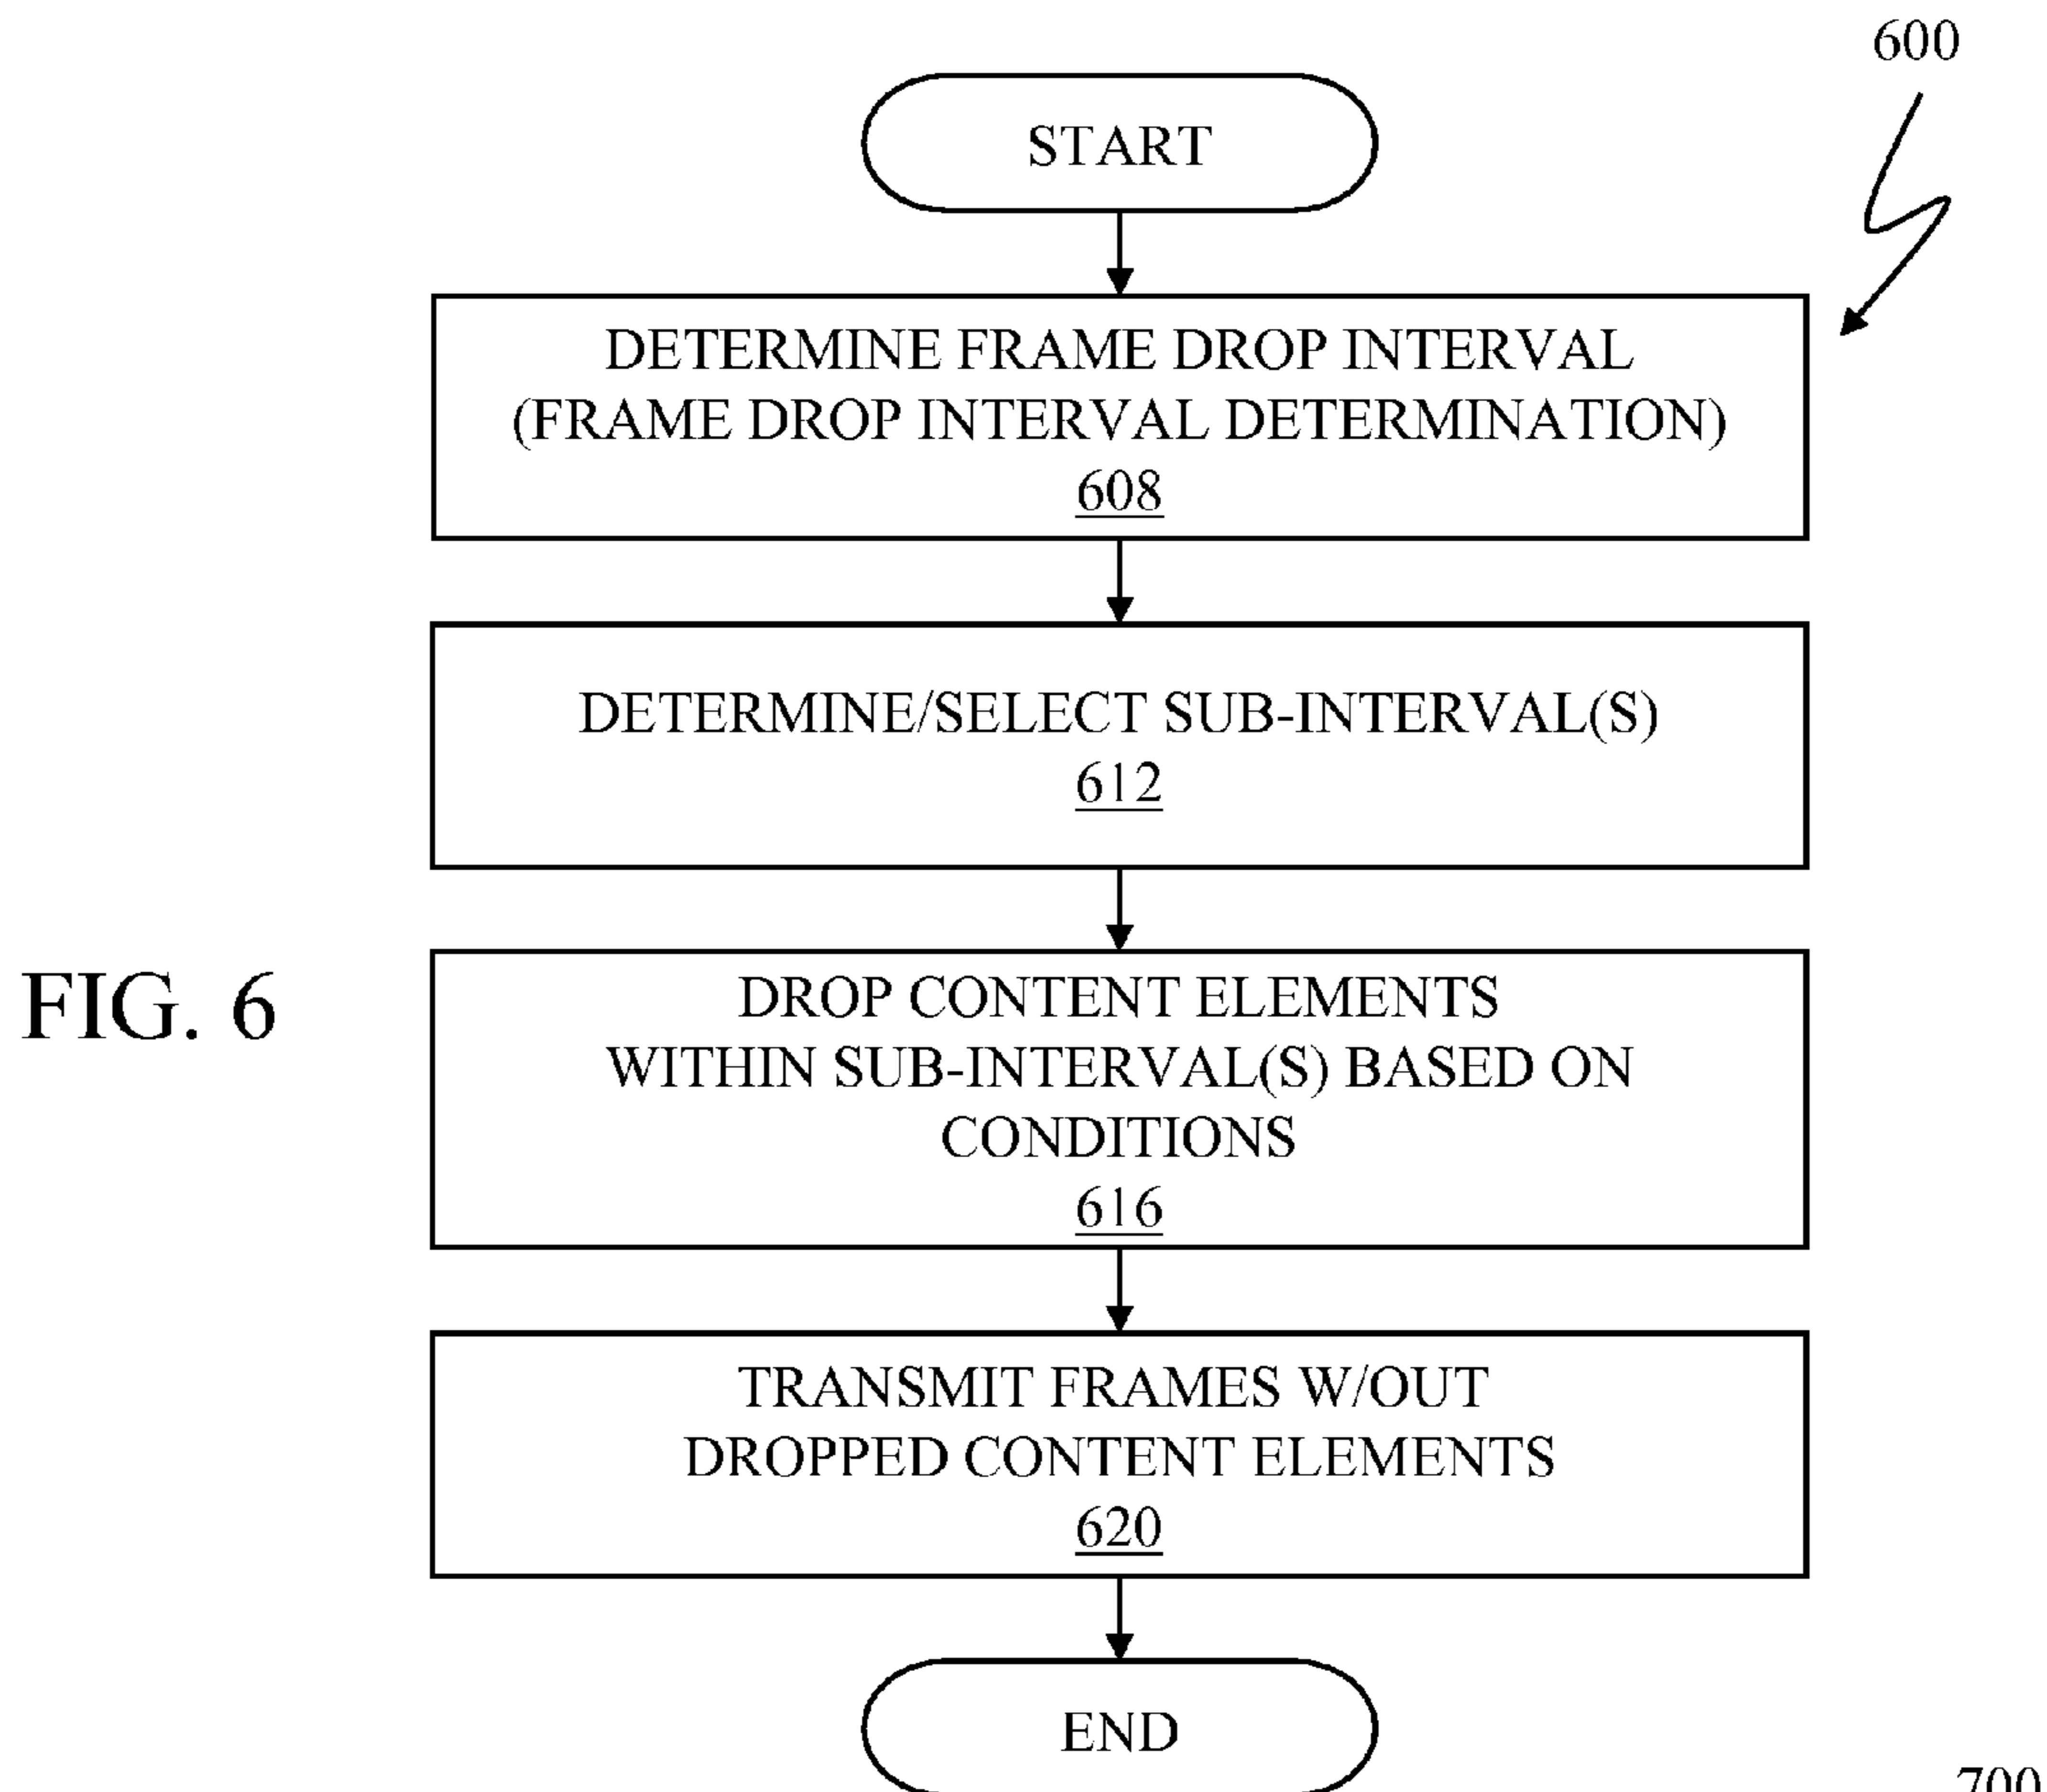 600
START
DETERMINE FRAME DROP INTERVAL
(FRAME DROP INTERVAL DETERMINATION)
608
DETERMINE/SELECT SUB-INTERVAL(S)
612
FIG. 6
DROP CONTENT ELEMENTS
WITHIN SUB-INTERVAL(S) BASED ON
CONDITIONS
616
TRANSMIT FRAMES W/OUT
DROPPED CONTENT ELEMENTS
620
END
700